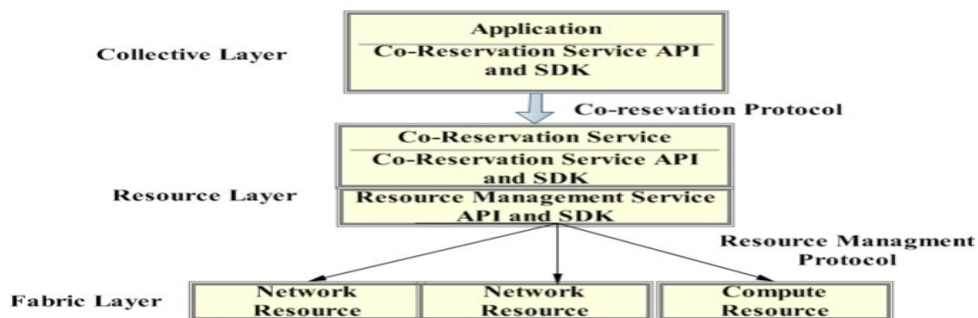 Application
Collective Layer
Co-Reservation Service API
and SDK
Co-resevation Protocol
Co-Reservation Service
Co-Reservation Service API
and SDK
Resource Layer
Resource Management Service
API and SDK
Resource Managment
Protocol
Fabric Layer
Network
Resource
Network
Resource
Compute
Resource